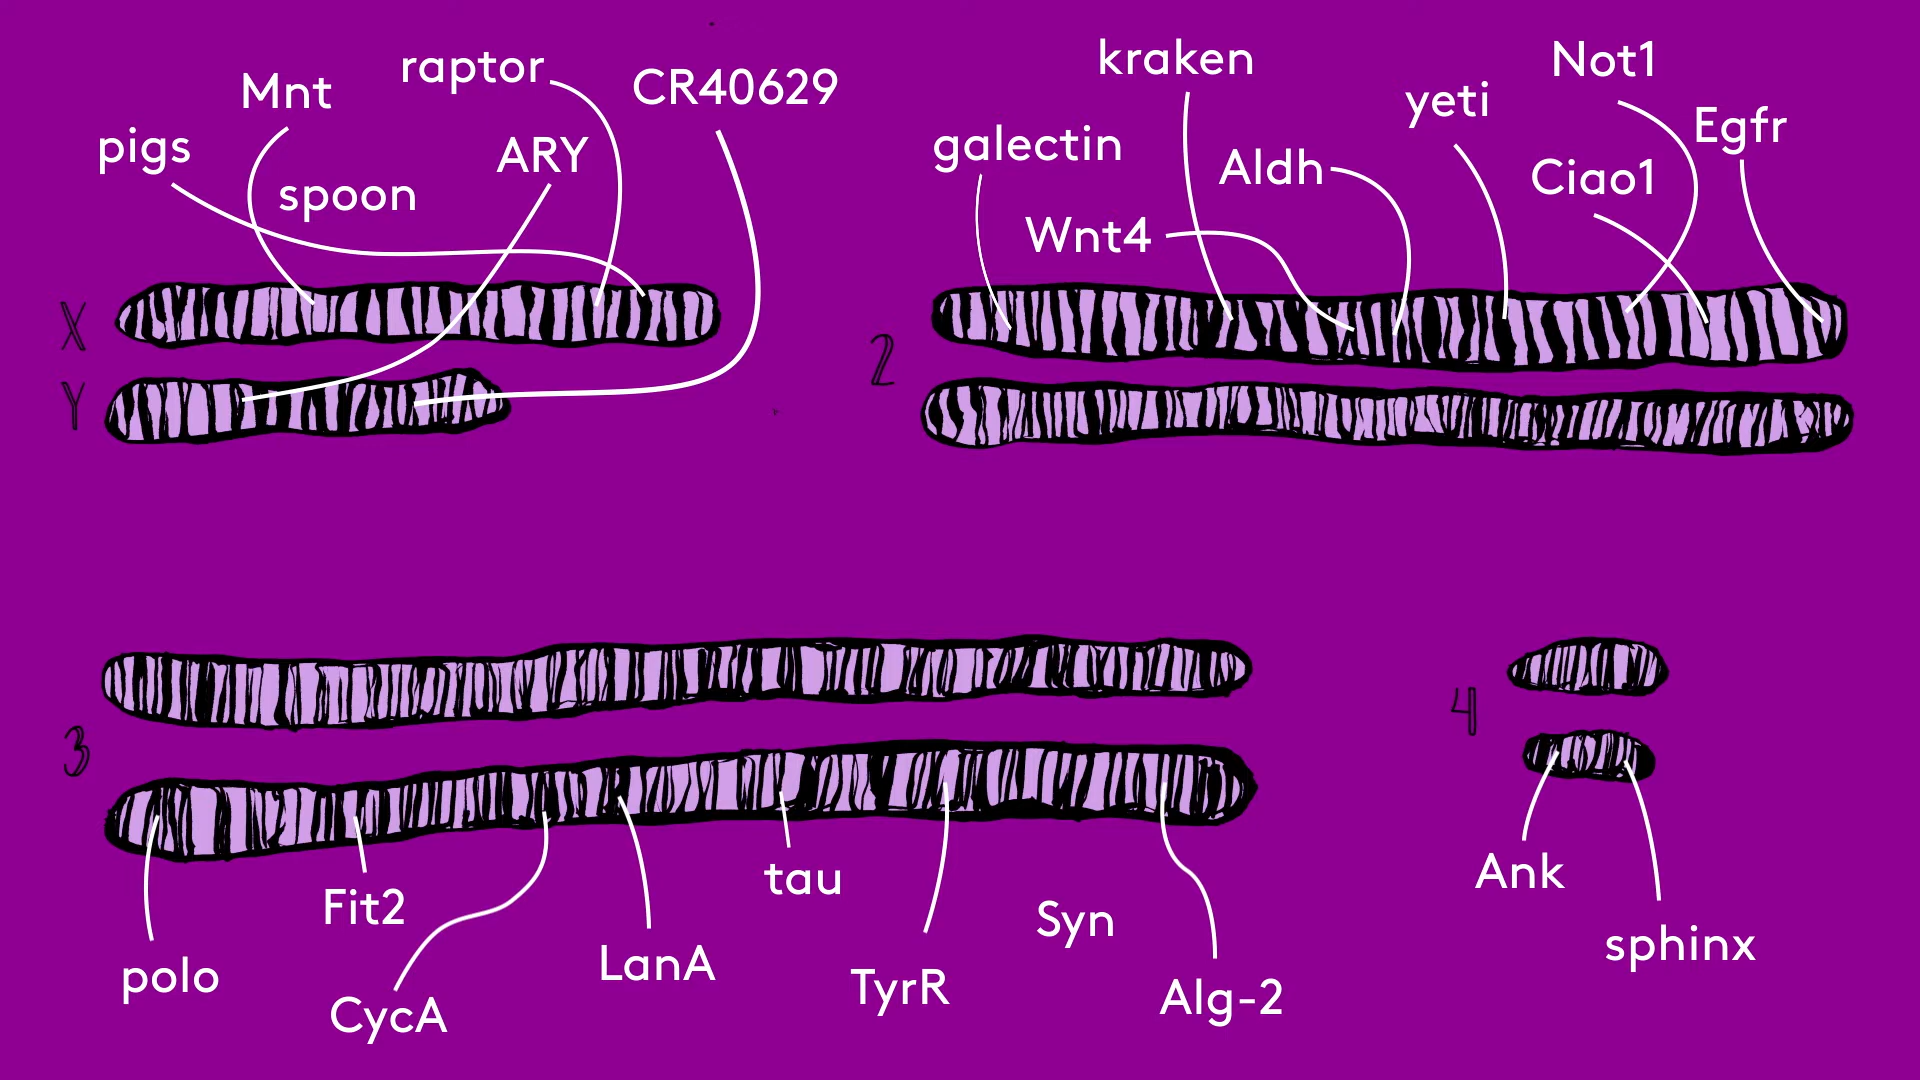 Mnt
raptor
CR40629
pigs
spoon
ARY
X
Y
kraken
Not1
yeti
Egfr
galectin
Aldh
Ciao1
Wnt4
2
3
polo
Fit2
CycA
LanA
tau
TyrR
Syn
Alg-2
4
Ank
sphinx